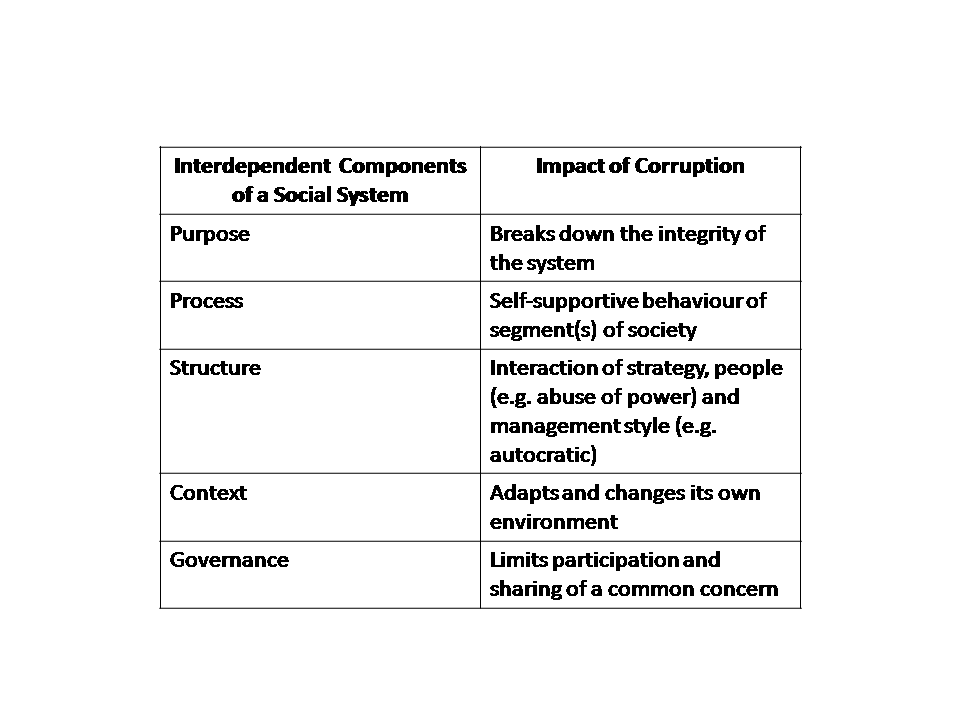 Interdependent Components
of a Social System
Impact of Corruption
Purpose
Breaks down the integrity of
the system
Process
Self-supportive behaviour of
segment(s) of society
Structure
Interaction of strategy, people
(e.g. abuse of power) and
management style (e.g.
autocratic)
Context
Adapts and changes its own
environment
Governance
Limits participation and
sharing of a common concern